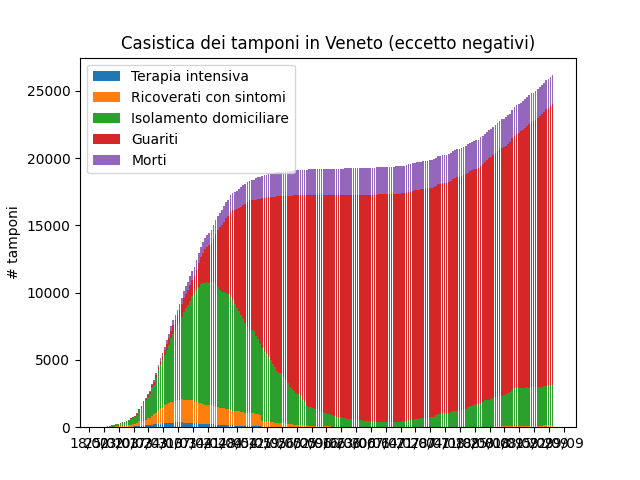 Casistica dei tamponi in Veneto (eccetto negativi)
Terapia intensiva
Ricoverati con sintomi
Isolamento domiciliare
Guariti
Morti
# tamponi
25000
20000
15000
10000
5000
0